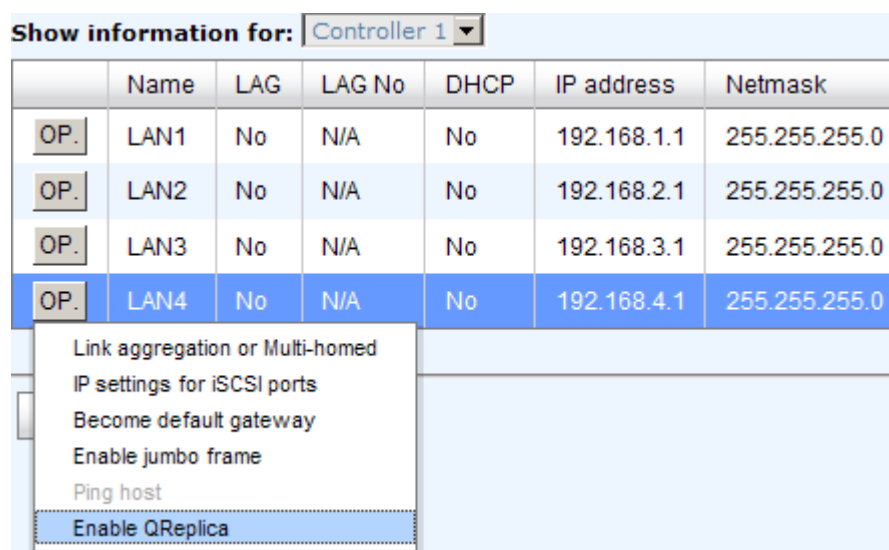 Show information for: Controller 1
Name LAG LAG No DHCP IP address Netmask
OP. LAN1 No N/A No 192.168.1.1 255.255.255.0
OP. LAN2 No N/A No 192.168.2.1 255.255.255.0
OP. LAN3 No N/A No 192.168.3.1 255.255.255.0
OP. LAN4 No N/A No 192.168.4.1 255.255.255.0
Link aggregation or Multi-homed
IP settings for iSCSI ports
Become default gateway
Enable jumbo frame
Ping host
Enable QReplica